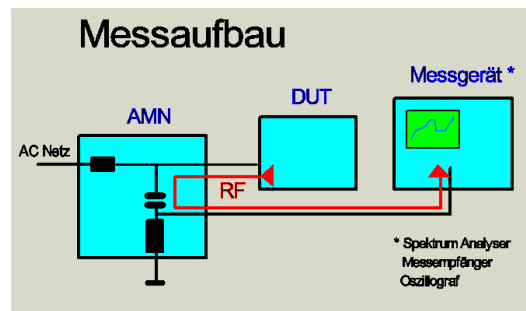 Messaufbau
Messgerät *
DUT
AMN
AC Netz
RF
* Spektrum Analyser
Messempfänger
Oszillograf